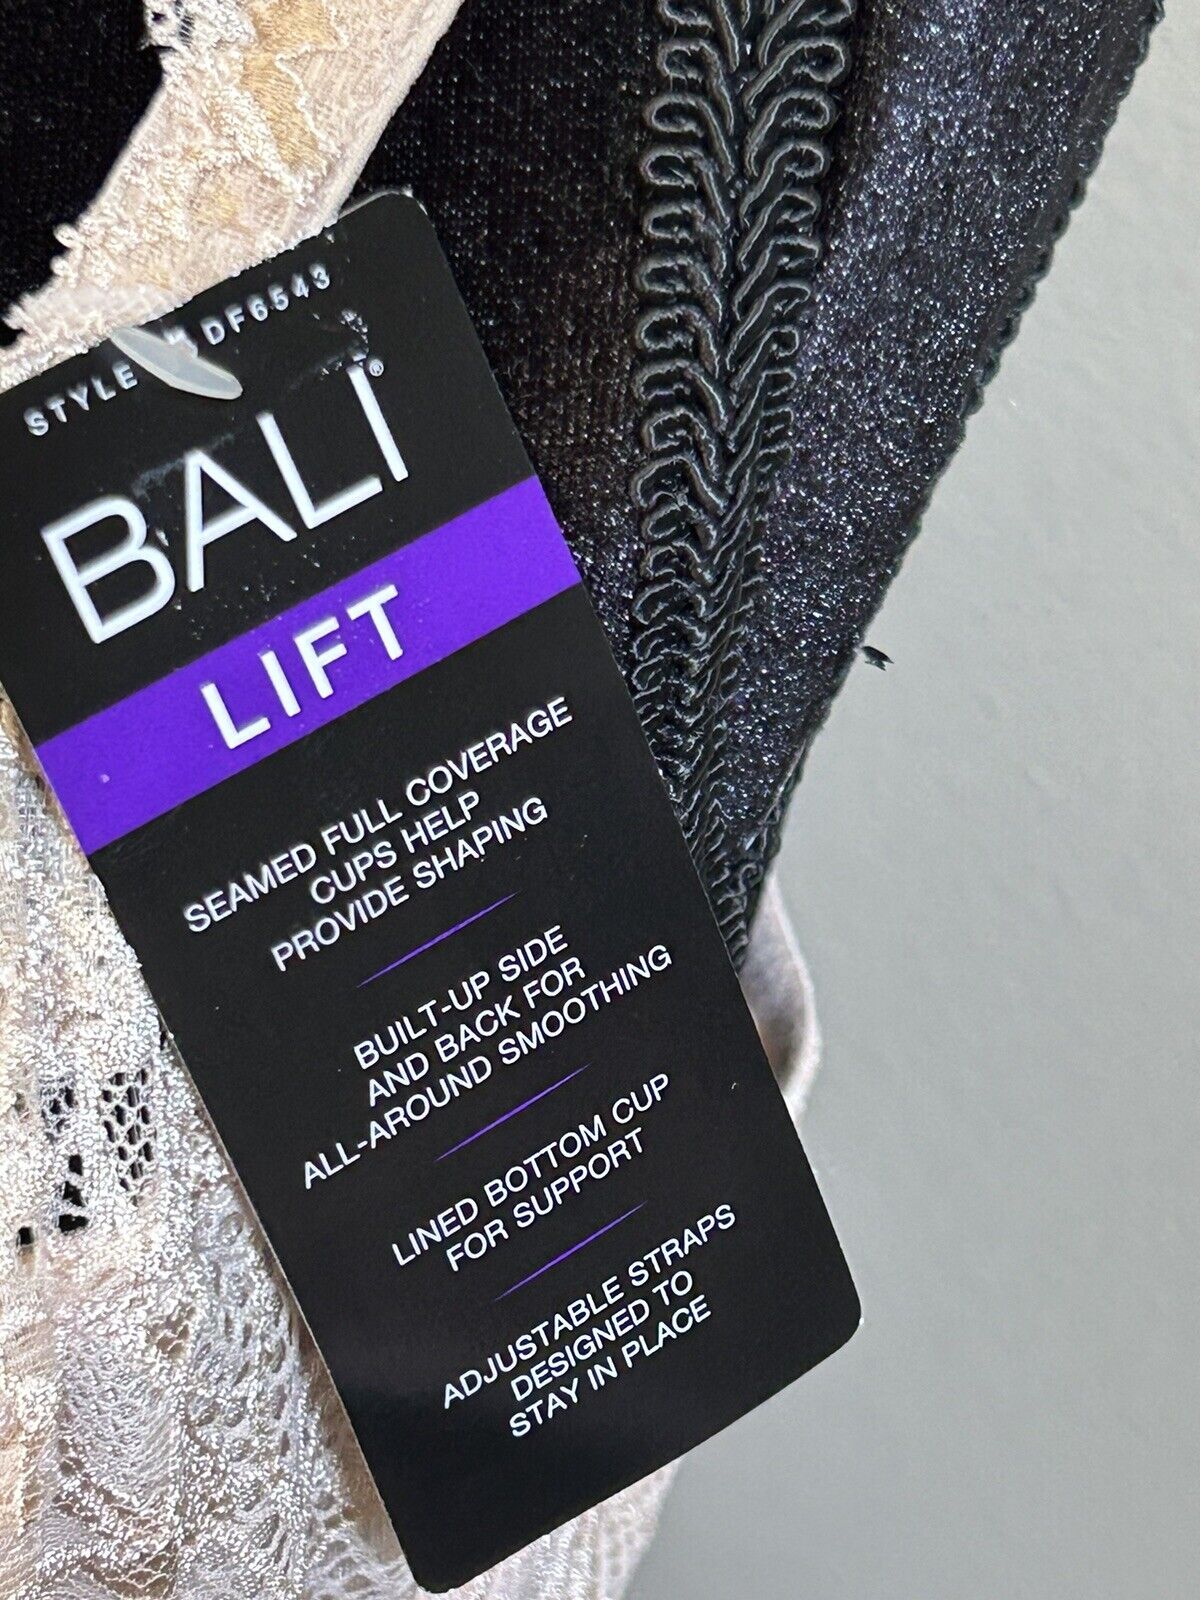 STYLE # DF6543
BALI®
LIFT
SEAMED FULL COVERAGE
CUPS HELP
PROVIDE SHAPING
BUILT-UP SIDE
AND BACK FOR
ALL-AROUND SMOOTHING
LINED BOTTOM CUP
FOR SUPPORT
ADJUSTABLE STRAPS
DESIGNED TO
STAY IN PLACE